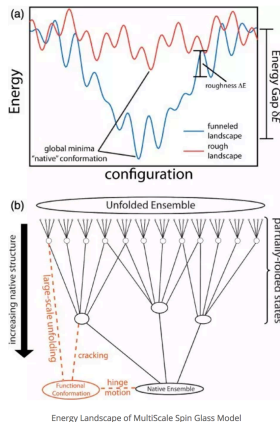 (a)
Energy
roughness ΔE
Energy Gap δE
global minima
"native" conformation
funneled
landscape
rough
landscape
configuration
(b)
Unfolded Ensemble
increasing native structure
partially-folded states
large-scale unfolding
cracking
Functional
Conformation
hinge
motion
Native Ensemble
Energy Landscape of MultiScale Spin Glass Model